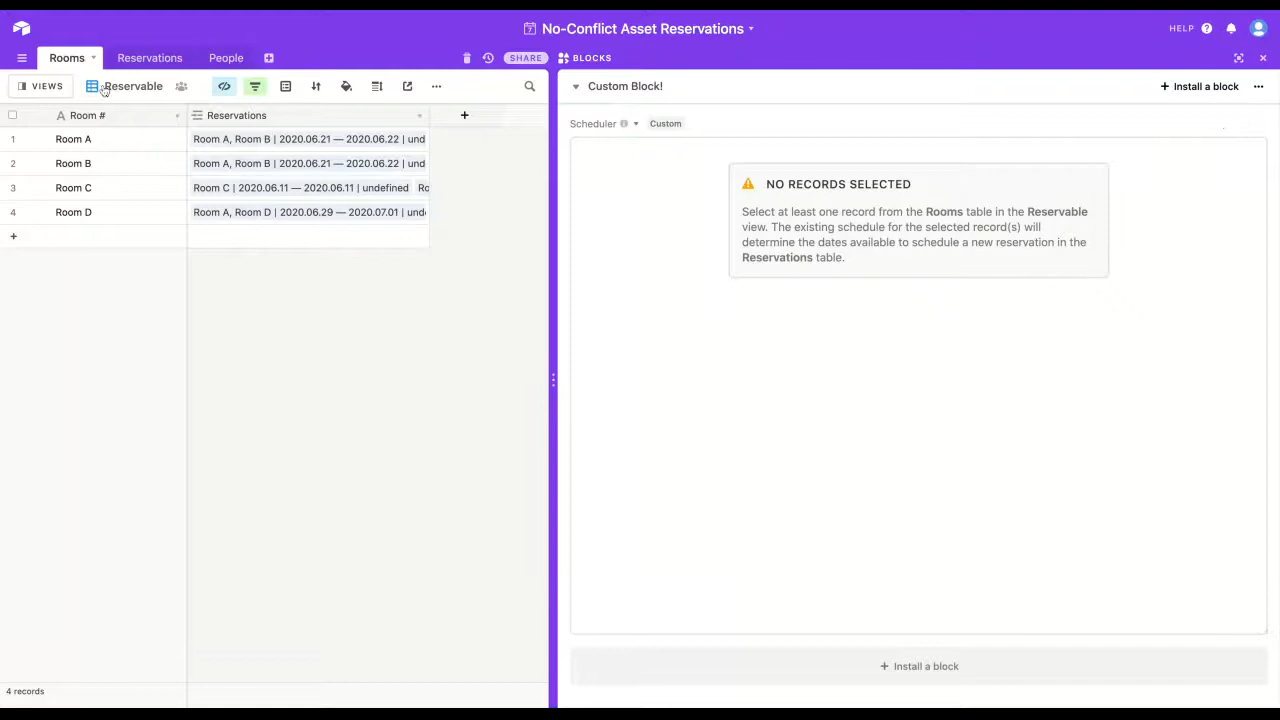 No-Conflict Asset Reservations
HELP
Rooms
Reservations
People
SHARE
BLOCKS
VIEWS
Reservable
Custom Block!
+ Install a block
Room #
Reservations
Scheduler
Custom
1
Room A
Room A, Room B | 2020.06.21 — 2020.06.22 | und
2
Room B
Room A, Room B | 2020.06.21 — 2020.06.22 | und
3
Room C
Room C | 2020.06.11 — 2020.06.11 | undefined
Ro
4
Room D
Room A, Room D | 2020.06.29 — 2020.07.01 | unde
NO RECORDS SELECTED
Select at least one record from the Rooms table in the Reservable
view. The existing schedule for the selected record(s) will
determine the dates available to schedule a new reservation in the
Reservations table.
+ Install a block
4 records